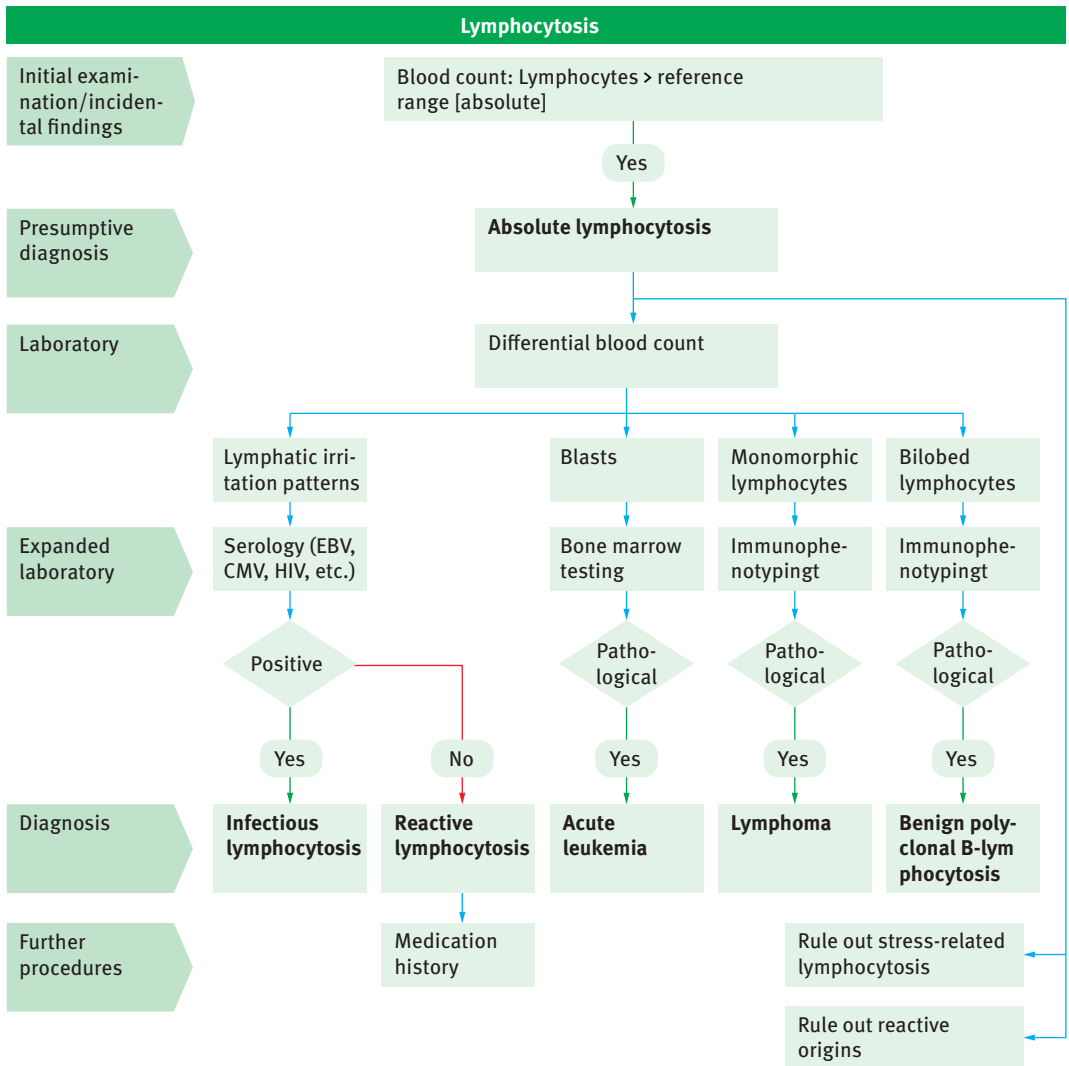 Lymphocytosis
Initial exami-
nation/inciden-
tal findings
Blood count: Lymphocytes > reference
range [absolute]
Yes
Presumptive
diagnosis
Absolute lymphocytosis
Laboratory
Differential blood count
Lymphatic irri-
tation patterns
Blasts
Monomorphic
lymphocytes
Bilobed
lymphocytes
Expanded
laboratory
Serology (EBV,
CMV, HIV, etc.)
Bone marrow
testing
Immunophe-
notypingt
Immunophe-
notypingt
Positive
Patho-
logical
Patho-
logical
Patho-
logical
Yes
No
Yes
Yes
Yes
Diagnosis
Infectious
lymphocytosis
Reactive
lymphocytosis
Acute
leukemia
Lymphoma
Benign poly-
clonal B-lym
phocytosis
Further
procedures
Medication
history
Rule out stress-related
lymphocytosis
Rule out reactive
origins